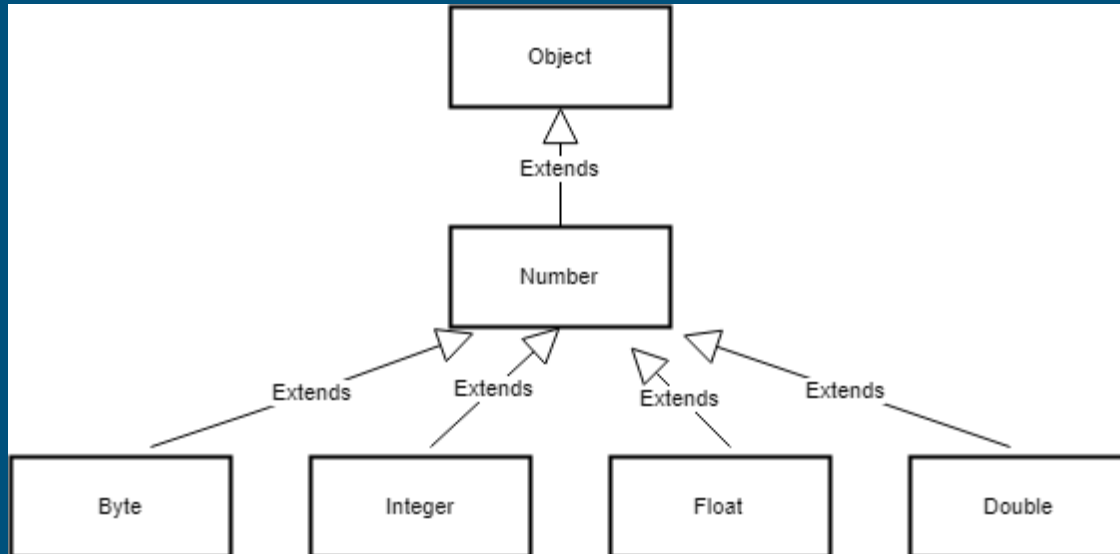 Object
Extends
Number
Extends
Extends
Extends
Extends
Byte
Integer
Float
Double